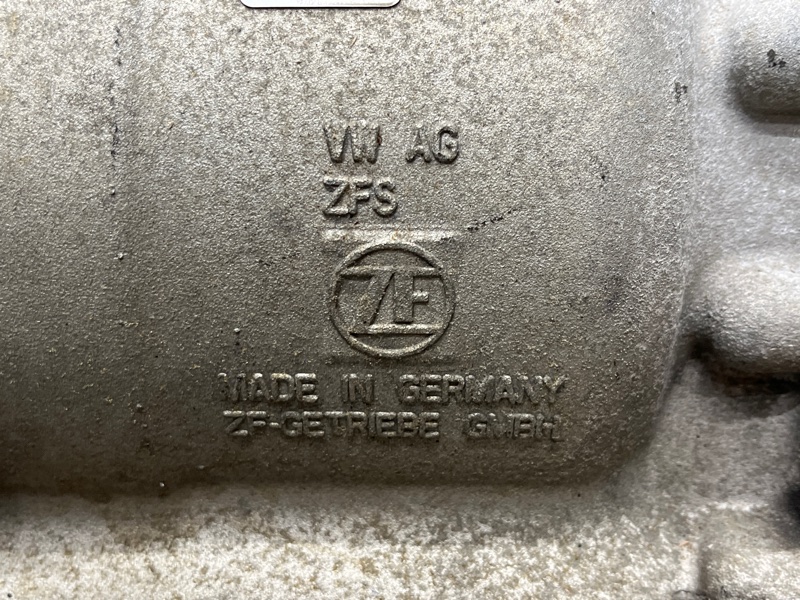 VW AG
ZFS
ZF
MADE IN GERMANY
ZF-GETRIEBE GMBH